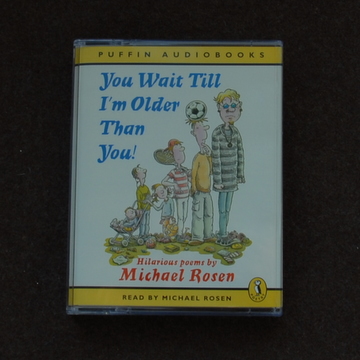 PUFFIN AUDIOBOOKS
You Wait Till
I'm Older
Than
You!
Hilarious poems by
Michael Rosen
READ BY MICHAEL ROSEN